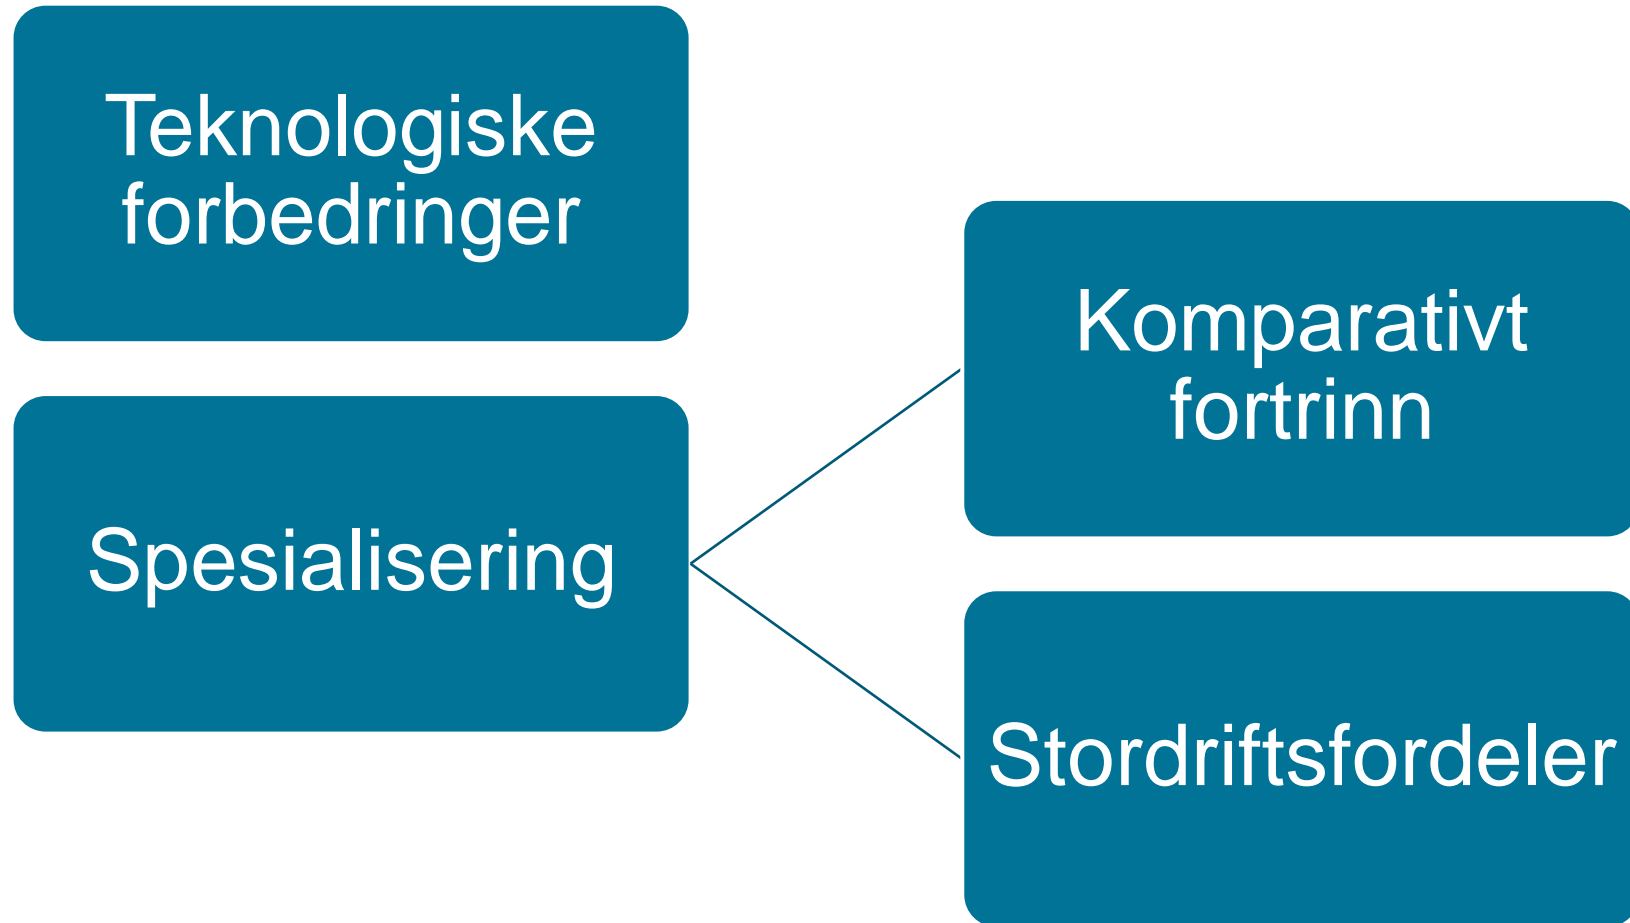 Teknologiske
forbedringer
Spesialisering
Komparativt
fortrinn
Stordriftsfordeler